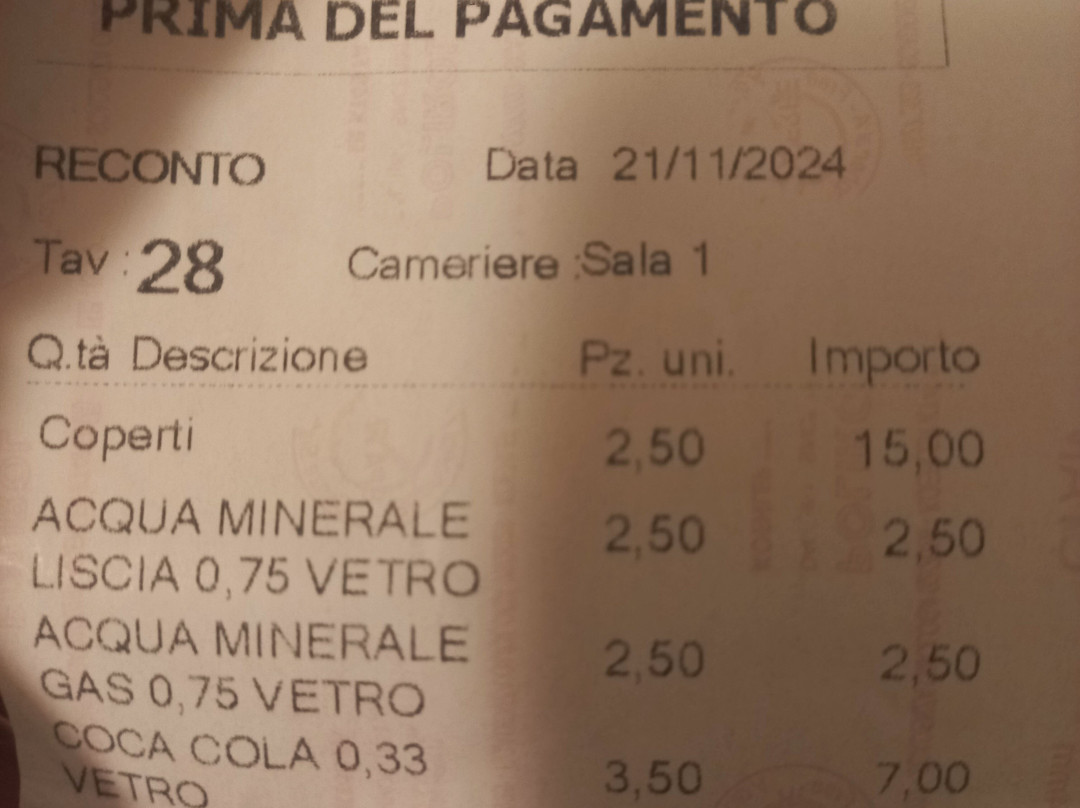 PRIMA DEL PAGAMENTO
RECONTO Data 21/11/2024
Tav : 28 Cameriere :Sala 1
Q.tà Descrizione Pz. uni. Importo
Coperti 2,50 15,00
ACQUA MINERALE 2,50 2,50
LISCIA 0,75 VETRO
ACQUA MINERALE 2,50 2,50
GAS 0,75 VETRO
COCA COLA 0,33 3,50 7,00
VETRO